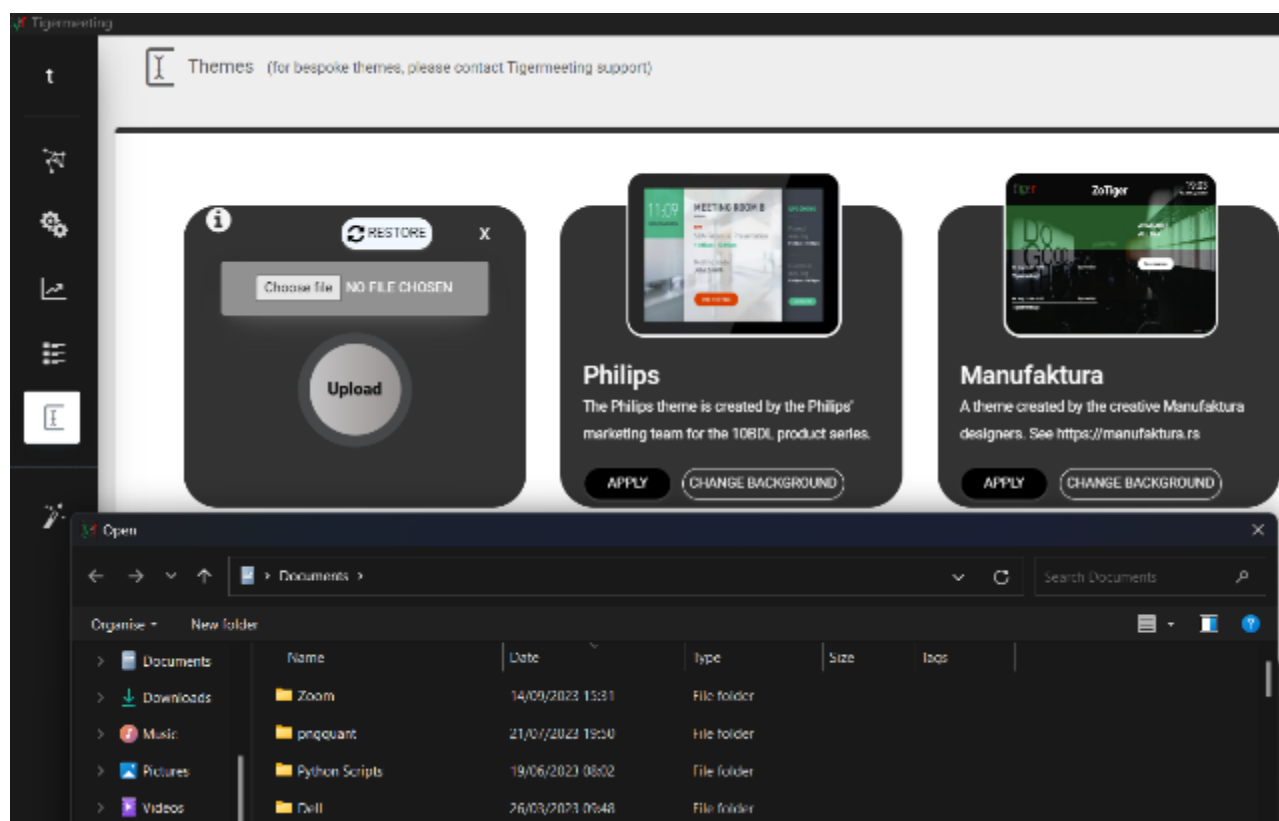 Tigermeeting
t
Themes (for bespoke themes, please contact Tigermeeting support)
RESTORE X
Choose file NO FILE CHOSEN
Upload
11:09
MEETING ROOM B
Philips
The Philips theme is created by the Philips'
marketing team for the 10BDL product series.
APPLY CHANGE BACKGROUND
ZoTiger
19:23
Manufaktura
A theme created by the creative Manufaktura
designers. See https://manufaktura.rs
APPLY CHANGE BACKGROUND
Open
> Documents >
Search Documents
Organise New folder
Name Date Type Size Tags
Documents
Downloads
Music
Pictures
Videos
Zoom 14/09/2023 15:31 File folder
pngquant 21/07/2023 19:50 File folder
Python Scripts 19/06/2023 08:02 File folder
Dell 26/03/2023 09:48 File folder